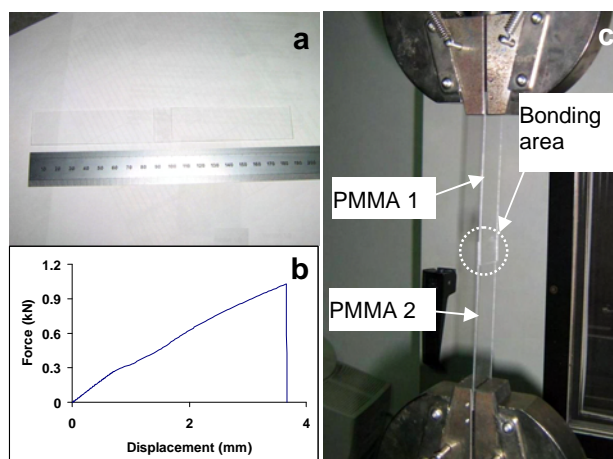 a
b
1.2
0.9
0.6
0.3
0
0
2
4
Force (kN)
Displacement (mm)
c
Bonding
area
PMMA 1
PMMA 2